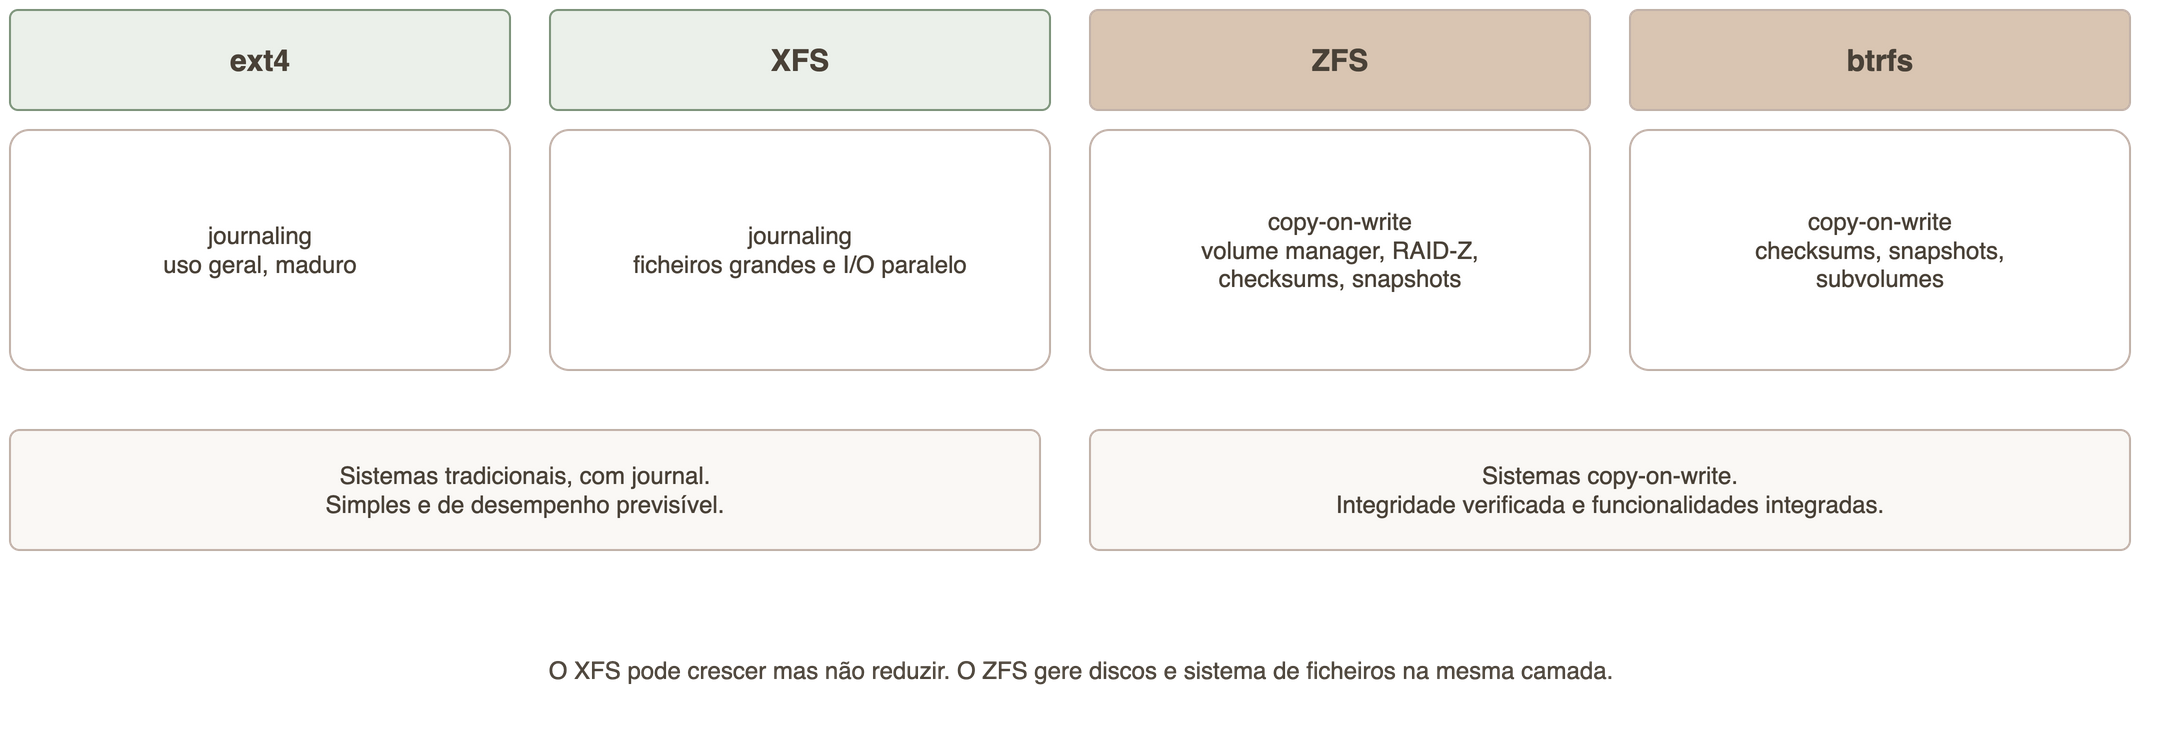 ext4
XFS
ZFS
btrfs
journaling
uso geral, maduro
journaling
ficheiros grandes e I/O paralelo
copy-on-write
volume manager, RAID-Z,
checksums, snapshots
copy-on-write
checksums, snapshots,
subvolumes
Sistemas tradicionais, com journal.
Simples e de desempenho previsível.
Sistemas copy-on-write.
Integridade verificada e funcionalidades integradas.
O XFS pode crescer mas não reduzir. O ZFS gere discos e sistema de ficheiros na mesma camada.